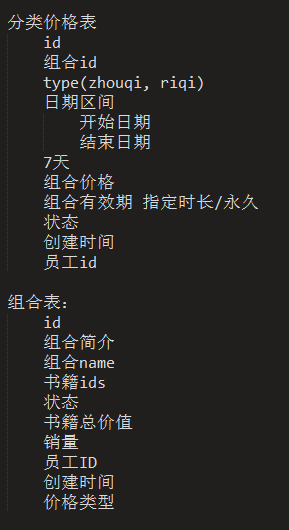 分类价格表
id
组合id
type(zhouqi, riqi)
日期区间
开始日期
结束日期
7天
组合价格
组合有效期 指定时长/永久
状态
创建时间
员工id
组合表:
id
组合简介
组合name
书籍ids
状态
书籍总价值
销量
员工ID
创建时间
价格类型